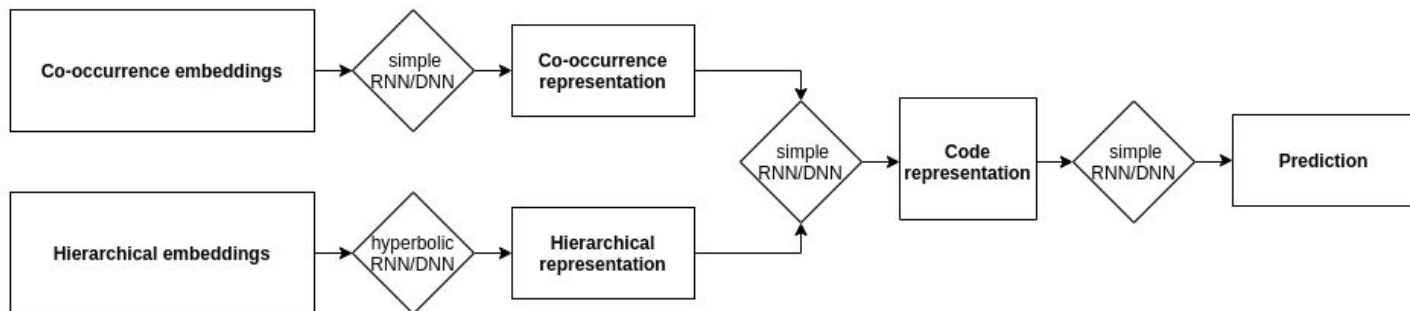 Co-occurrence embeddings
simple
RNN/DNN
Co-occurrence
representation
simple
RNN/DNN
Code
representation
simple
RNN/DNN
Prediction
Hierarchical embeddings
hyperbolic
RNN/DNN
Hierarchical
representation